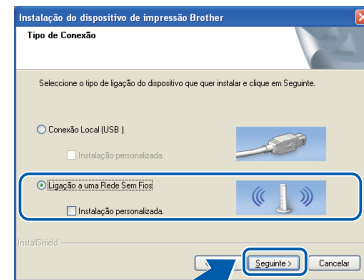 Instalação do dispositivo de impressão Brother
Tipo de Conexão
Seleccione o tipo de ligação do dispositivo que quer instalar e clique em Seguinte.
Conexão Local (USB )
Instalação personalizada.
Ligação a uma Rede Sem Fios
Instalação personalizada.
InstallShield
Seguinte > Cancelar